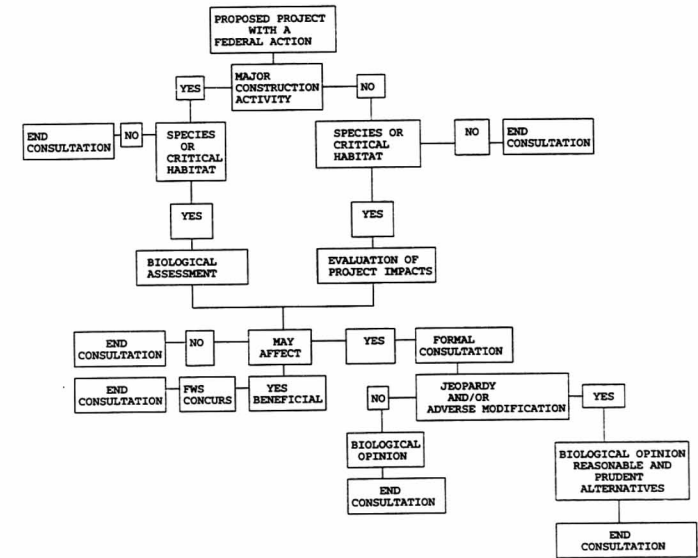 PROPOSED PROJECT
WITH A
FEDERAL ACTION
YES
MAJOR
CONSTRUCTION
ACTIVITY
NO
END
CONSULTATION
NO
SPECIES
OR
CRITICAL
HABITAT
SPECIES OR
CRITICAL
HABITAT
NO
END
CONSULTATION
YES
YES
BIOLOGICAL
ASSESSMENT
EVALUATION OF
PROJECT IMPACTS
END
CONSULTATION
NO
MAY
AFFECT
YES
FORMAL
CONSULTATION
END
CONSULTATION
FWS
CONCURS
YES
BENEFICIAL
NO
JEOPARDY
AND/OR
ADVERSE MODIFICATION
YES
BIOLOGICAL
OPINION
END
CONSULTATION
BIOLOGICAL OPINION
REASONABLE AND
PRUDENT
ALTERNATIVES
END
CONSULTATION